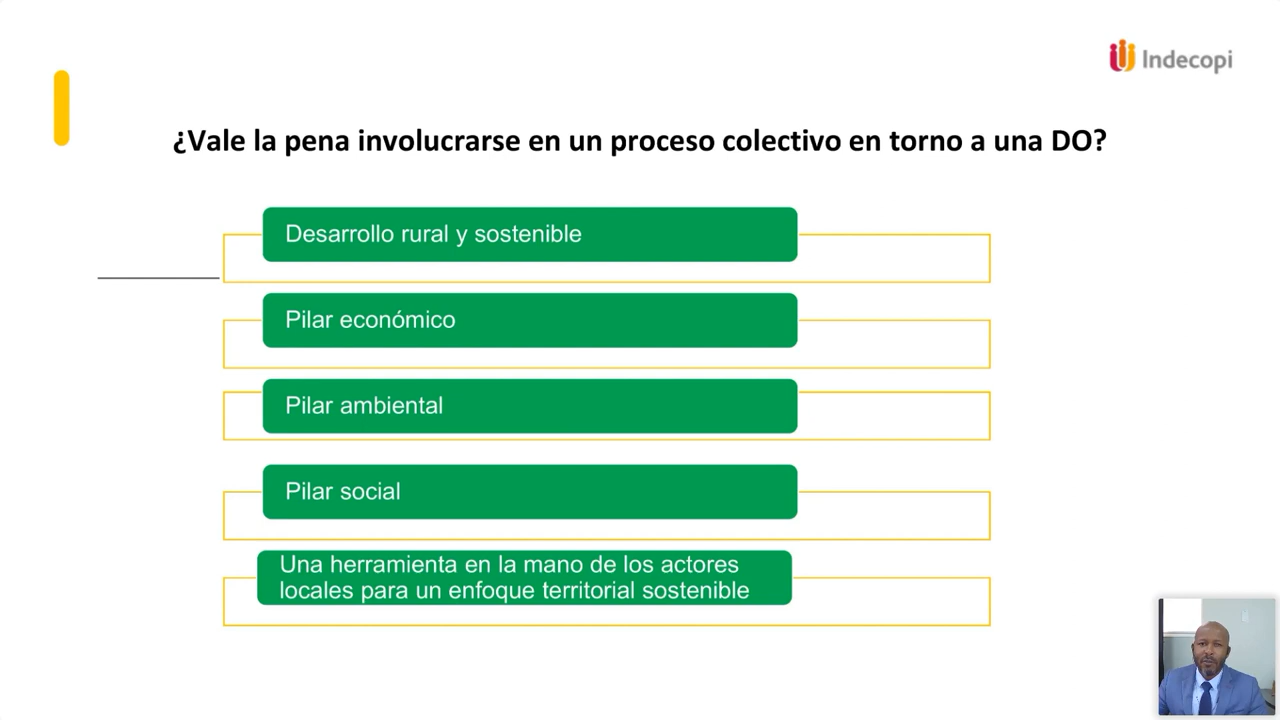 Indecopi
¿Vale la pena involucrarse en un proceso colectivo en torno a una DO?
Desarrollo rural y sostenible
Pilar económico
Pilar ambiental
Pilar social
Una herramienta en la mano de los actores
locales para un enfoque territorial sostenible